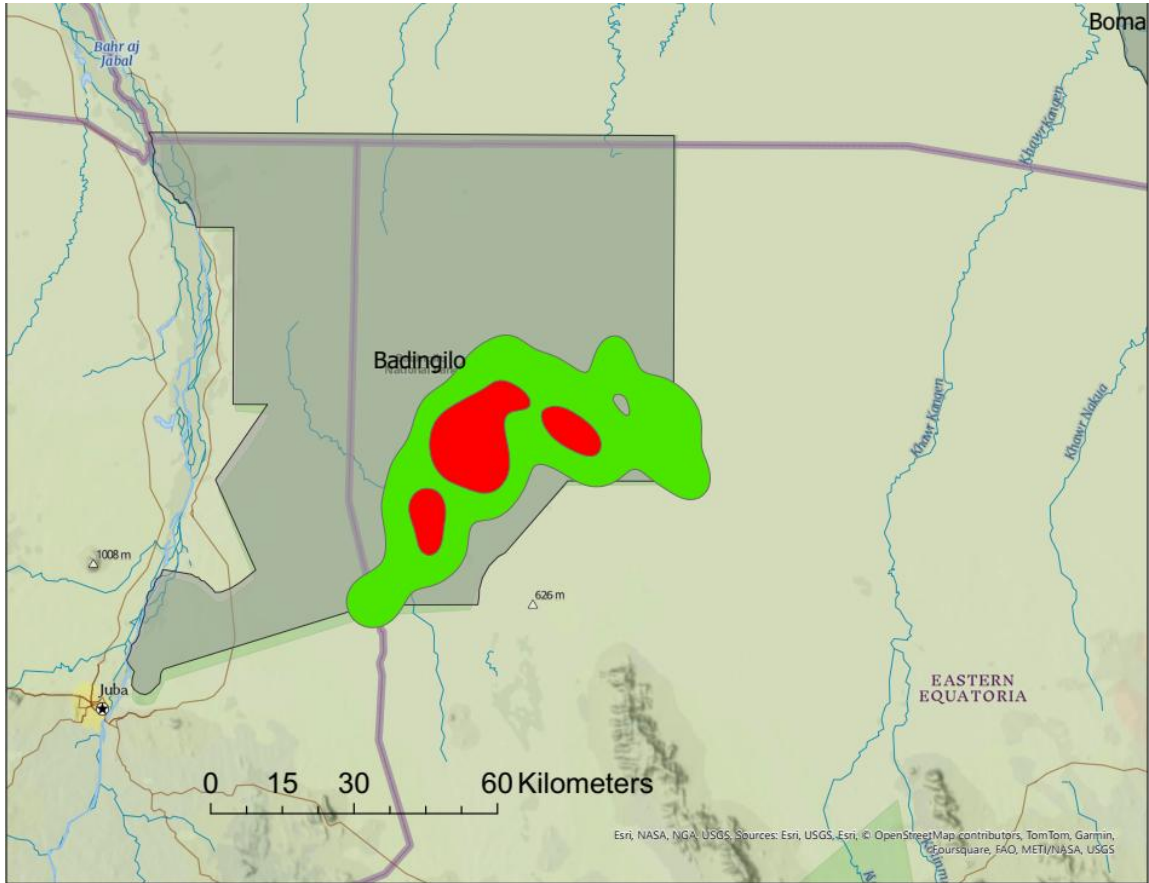 Boma
Bahr aj
Jabal
Khawr Kangen
Badingilo
National Park
Khawr Kangen
Khawr Nakua
1008 m
626 m
Juba
EASTERN
EQUATORIA
0 15 30 60 Kilometers
Esri, NASA, NGA, USGS, Sources: Esri, USGS, Esri, © OpenStreetMap contributors, TomTom, Garmin,
Foursquare, FAO, METI/NASA, USGS